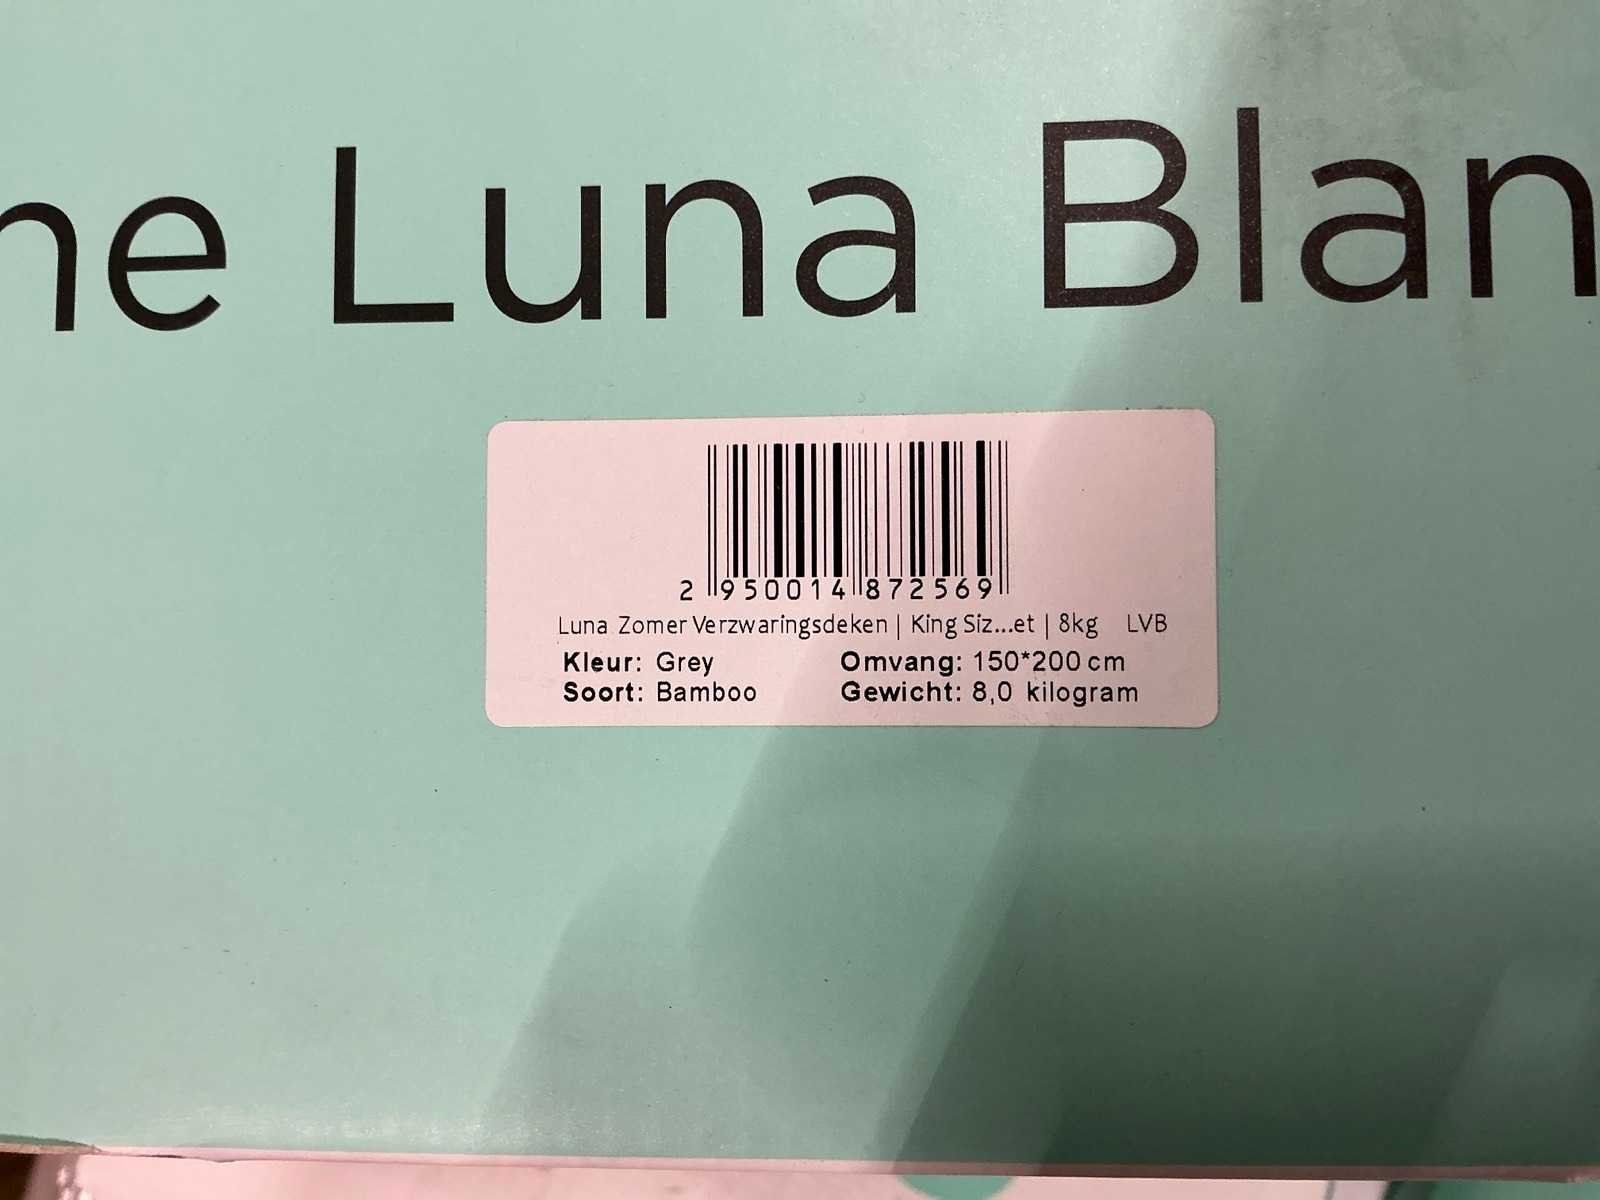 ne Luna Blan
2 950014 872569
Luna Zomer Verzwaringsdeken | King Siz...et | 8kg LVB
Kleur: Grey Omvang: 150*200 cm
Soort: Bamboo Gewicht: 8,0 kilogram